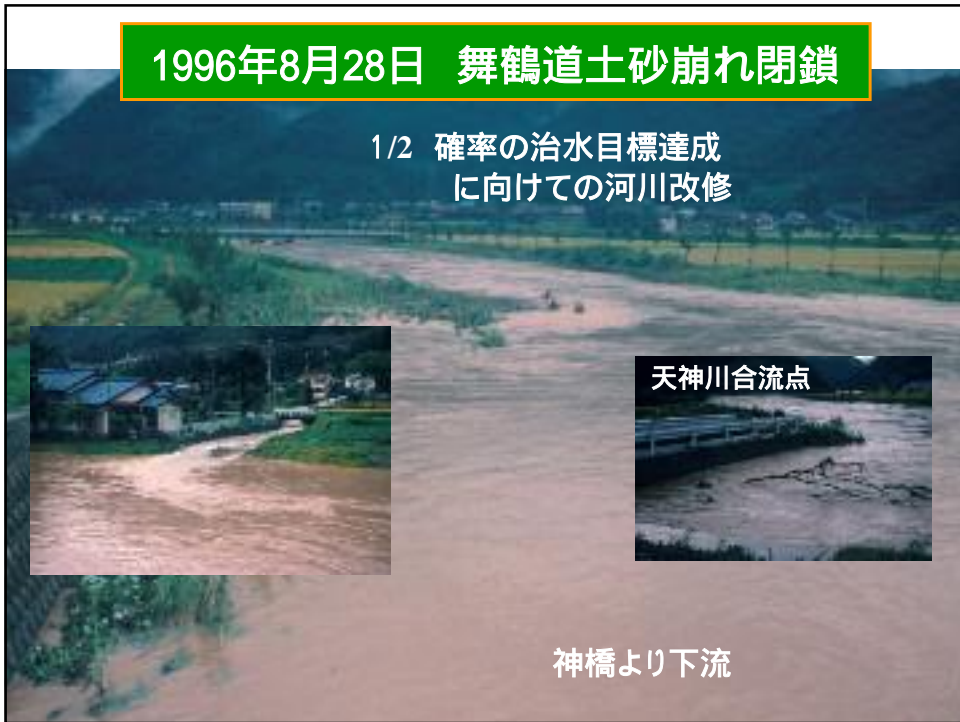 1996年8月28日　舞鶴道土砂崩れ閉鎖
1/2　確率の治水目標達成
に向けての河川改修
天神川合流点
神橋より下流